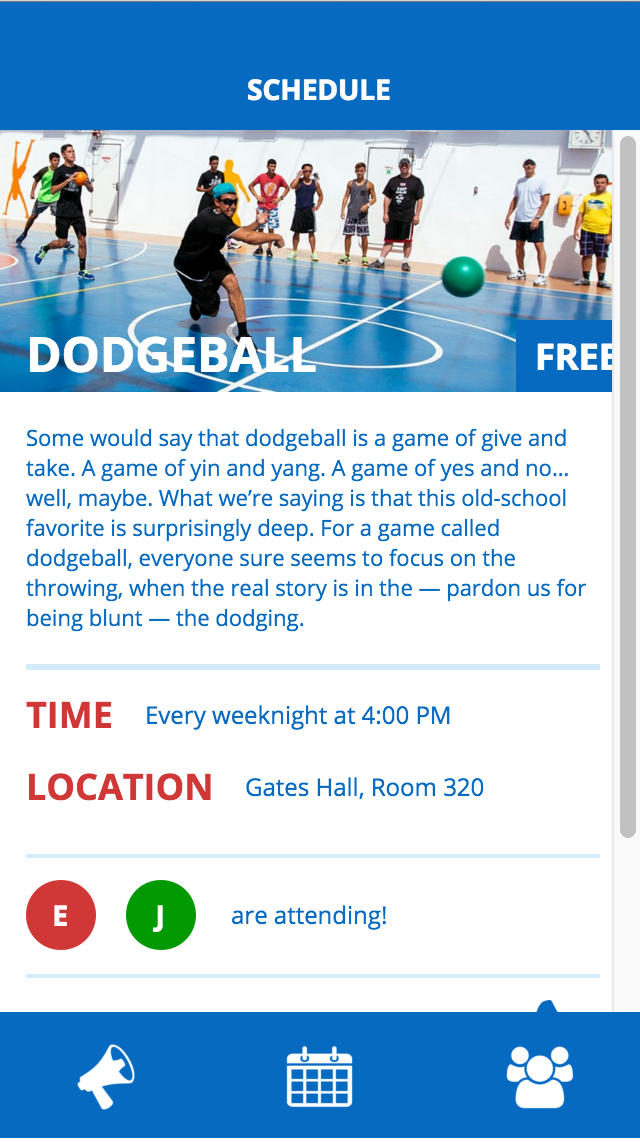 SCHEDULE
DODGEBALL
FREE
Some would say that dodgeball is a game of give and
take. A game of yin and yang. A game of yes and no...
well, maybe. What we’re saying is that this old-school
favorite is surprisingly deep. For a game called
dodgeball, everyone sure seems to focus on the
throwing, when the real story is in the — pardon us for
being blunt — the dodging.
TIME Every weeknight at 4:00 PM
LOCATION Gates Hall, Room 320
E J are attending!